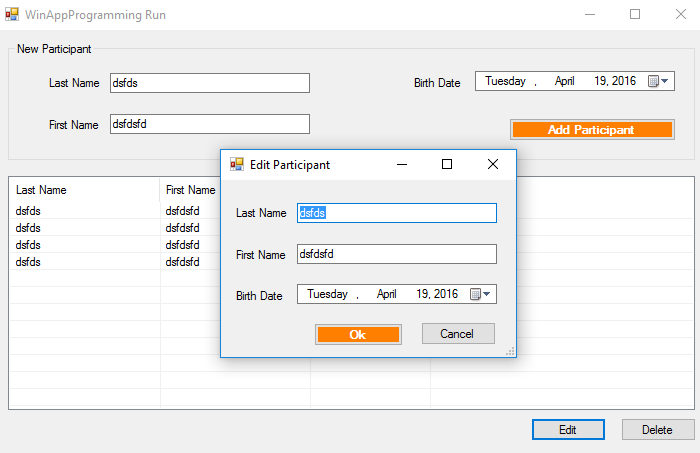 WinAppProgramming Run
New Participant
Last Name dsfds Birth Date Tuesday , April 19, 2016
First Name dsfdsfd Add Participant
Edit Participant
Last Name dsfds
First Name dsfdsfd
Birth Date Tuesday , April 19, 2016
Ok Cancel
Last Name First Name
dsfds dsfdsfd
dsfds dsfdsfd
dsfds dsfdsfd
dsfds dsfdsfd
Edit Delete